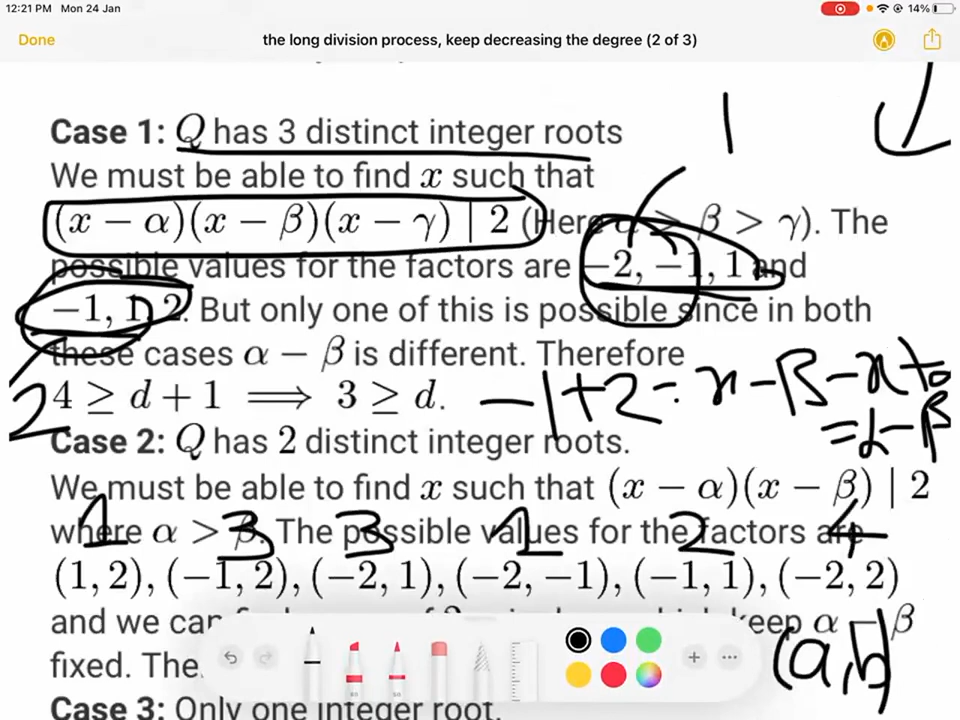 12:21 PM Mon 24 Jan 14%
Done the long division process, keep decreasing the degree (2 of 3)
Case 1: Q has 3 distinct integer roots
We must be able to find x such that
(x − α)(x − β)(x − γ) | 2 (Here α > β > γ). The
possible values for the factors are −2, −1, 1 and
−1, 1, 2. But only one of this is possible since in both
these cases α − β is different. Therefore
2
4 ≥ d + 1 ⟹ 3 ≥ d.
−1+2 = x − β − x + α
= α − β
Case 2: Q has 2 distinct integer roots.
We must be able to find x such that (x − α)(x − β) | 2
where α > β. The possible values for the factors are
1 3 3 1 2 4
(1, 2), (−1, 2), (−2, 1), (−2, −1), (−1, 1), (−2, 2)
and we can keep α − β
fixed. The
(a,b)
Case 3: Only one integer root.